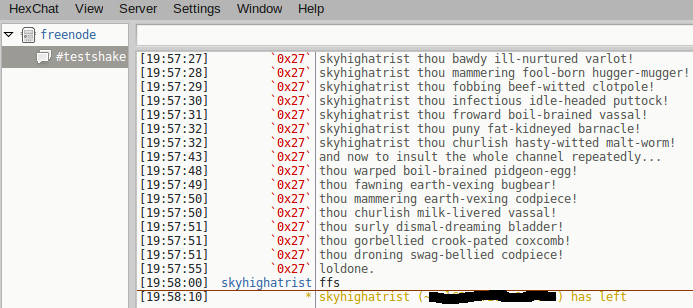 HexChat View Server Settings Window Help
freenode
#testshake
[19:57:27] `0x27` skyhighatrist thou bawdy ill-nurtured varlot!
[19:57:28] `0x27` skyhighatrist thou mammering fool-born hugger-mugger!
[19:57:29] `0x27` skyhighatrist thou fobbing beef-witted clotpole!
[19:57:30] `0x27` skyhighatrist thou infectious idle-headed puttock!
[19:57:31] `0x27` skyhighatrist thou froward boil-brained vassal!
[19:57:32] `0x27` skyhighatrist thou puny fat-kidneyed barnacle!
[19:57:32] `0x27` skyhighatrist thou churlish hasty-witted malt-worm!
[19:57:43] `0x27` and now to insult the whole channel repeatedly...
[19:57:48] `0x27` thou warped boil-brained pidgeon-egg!
[19:57:49] `0x27` thou fawning earth-vexing bugbear!
[19:57:50] `0x27` thou mammering earth-vexing codpiece!
[19:57:50] `0x27` thou churlish milk-livered vassal!
[19:57:51] `0x27` thou surly dismal-dreaming bladder!
[19:57:51] `0x27` thou gorbellied crook-pated coxcomb!
[19:57:51] `0x27` thou droning swag-bellied codpiece!
[19:57:55] `0x27` loldone.
[19:58:00] skyhighatrist ffs
[19:58:10] * skyhighatrist (~ ) has left